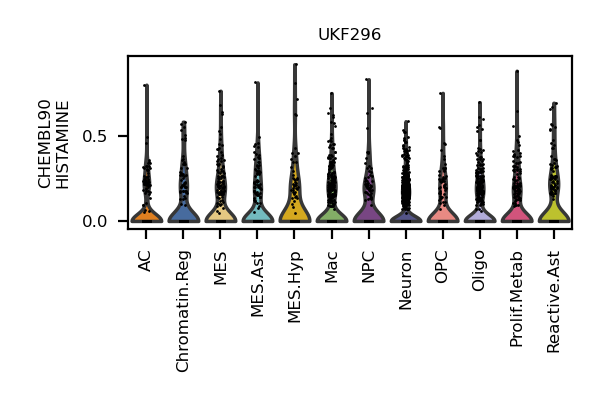 UKF296
CHEMBL90
HISTAMINE
0.5
0.0
AC
Chromatin.Reg
MES
MES.Ast
MES.Hyp
Mac
NPC
Neuron
OPC
Oligo
Prolif.Metab
Reactive.Ast